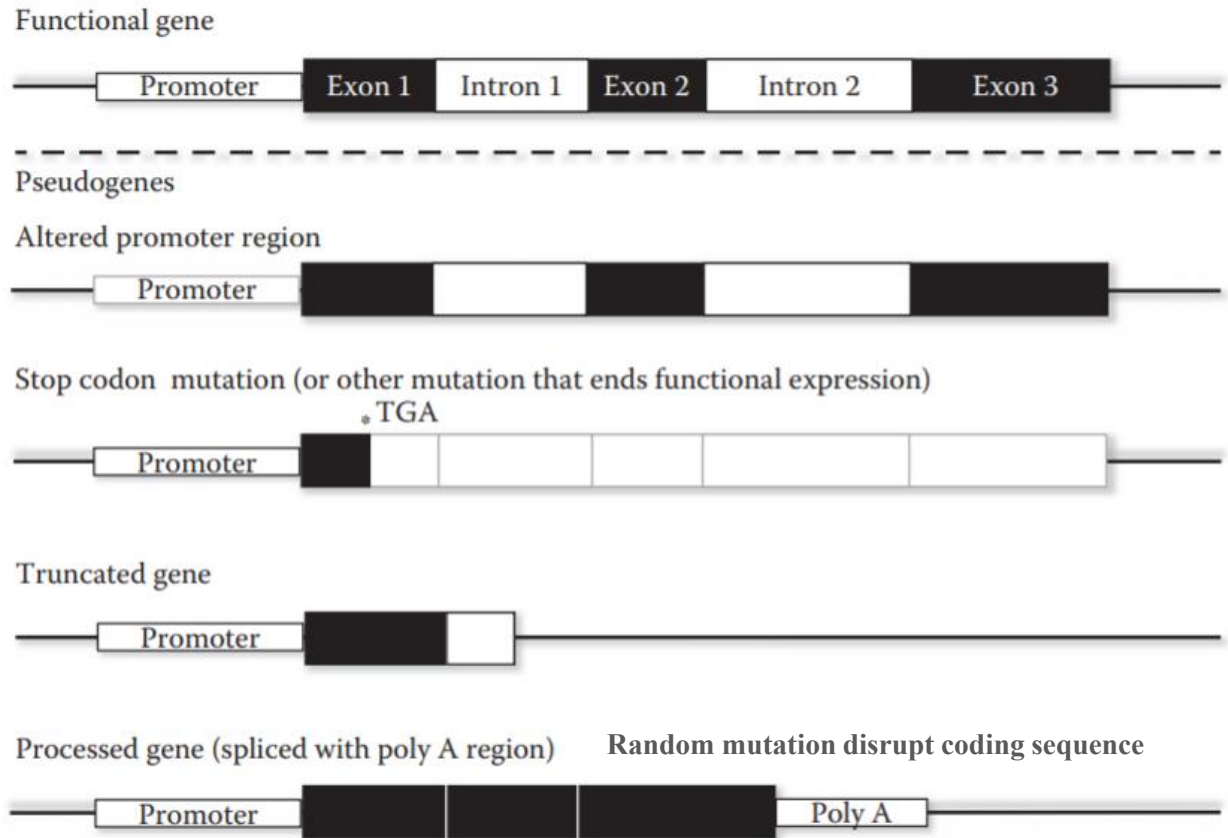 Functional gene
Promoter Exon 1 Intron 1 Exon 2 Intron 2 Exon 3
Pseudogenes
Altered promoter region
Promoter
Stop codon mutation (or other mutation that ends functional expression)
* TGA
Promoter
Truncated gene
Promoter
Processed gene (spliced with poly A region) Random mutation disrupt coding sequence
Promoter Poly A